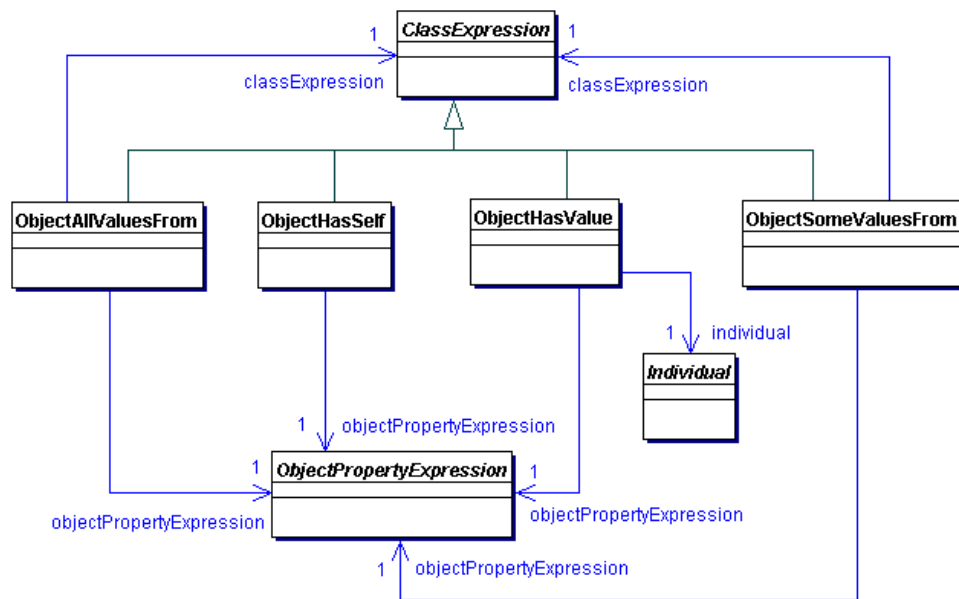 ClassExpression
1
1
classExpression
classExpression
ObjectAllValuesFrom
ObjectHasSelf
ObjectHasValue
ObjectSomeValuesFrom
1
individual
Individual
1
objectPropertyExpression
ObjectPropertyExpression
1
1
objectPropertyExpression
objectPropertyExpression
1
objectPropertyExpression